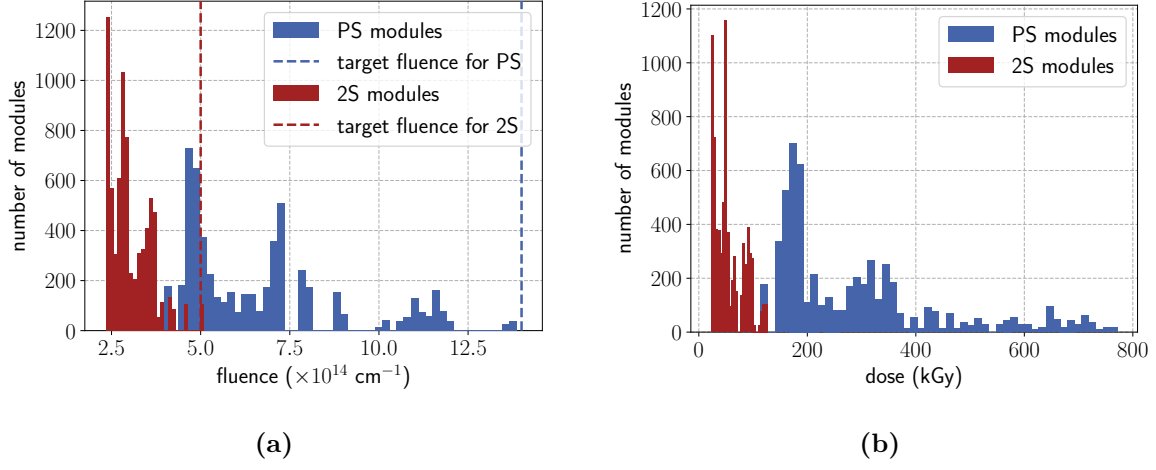 1200
1000
800
600
400
200
0
number of modules
PS modules
target fluence for PS
2S modules
target fluence for 2S
2.5
5.0
7.5
10.0
12.5
fluence (×10¹⁴ cm⁻¹)
(a)
1200
1000
800
600
400
200
0
number of modules
PS modules
2S modules
0
200
400
600
800
dose (kGy)
(b)